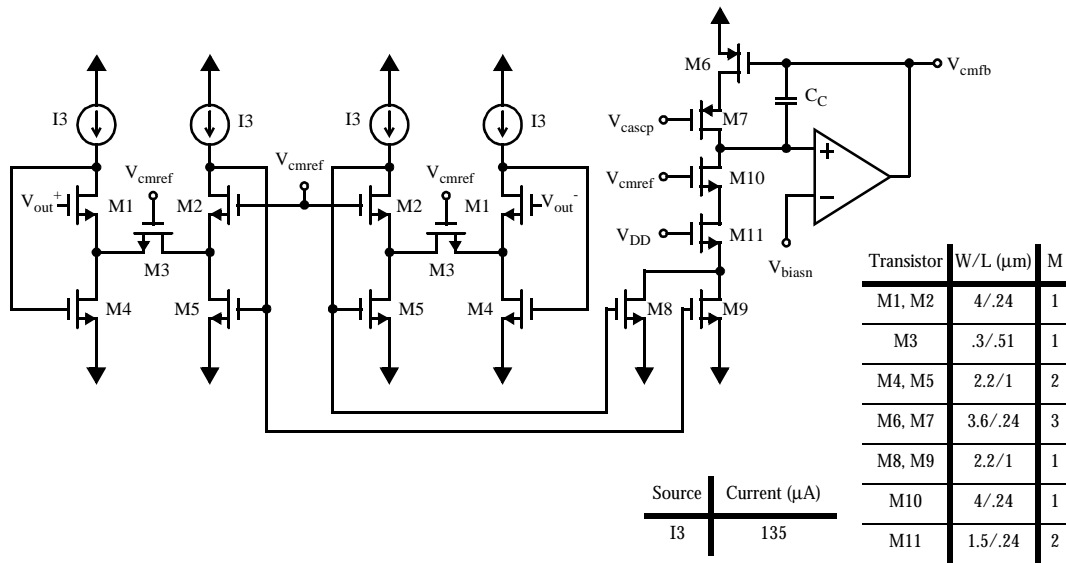 I3
I3
I3
I3
V_out^+
M1
V_cmref
M2
M3
M4
M5
V_cmref
M2
V_cmref
M1
V_out^-
M3
M5
M4
M6
V_cmfb
C_C
V_cascp
M7
V_cmref
M10
V_DD
M11
V_biasn
M8
M9
+
−
Transistor W/L (μm) M
M1, M2 4/.24 1
M3 .3/.51 1
M4, M5 2.2/1 2
M6, M7 3.6/.24 3
M8, M9 2.2/1 1
M10 4/.24 1
M11 1.5/.24 2
Source Current (μA)
I3 135